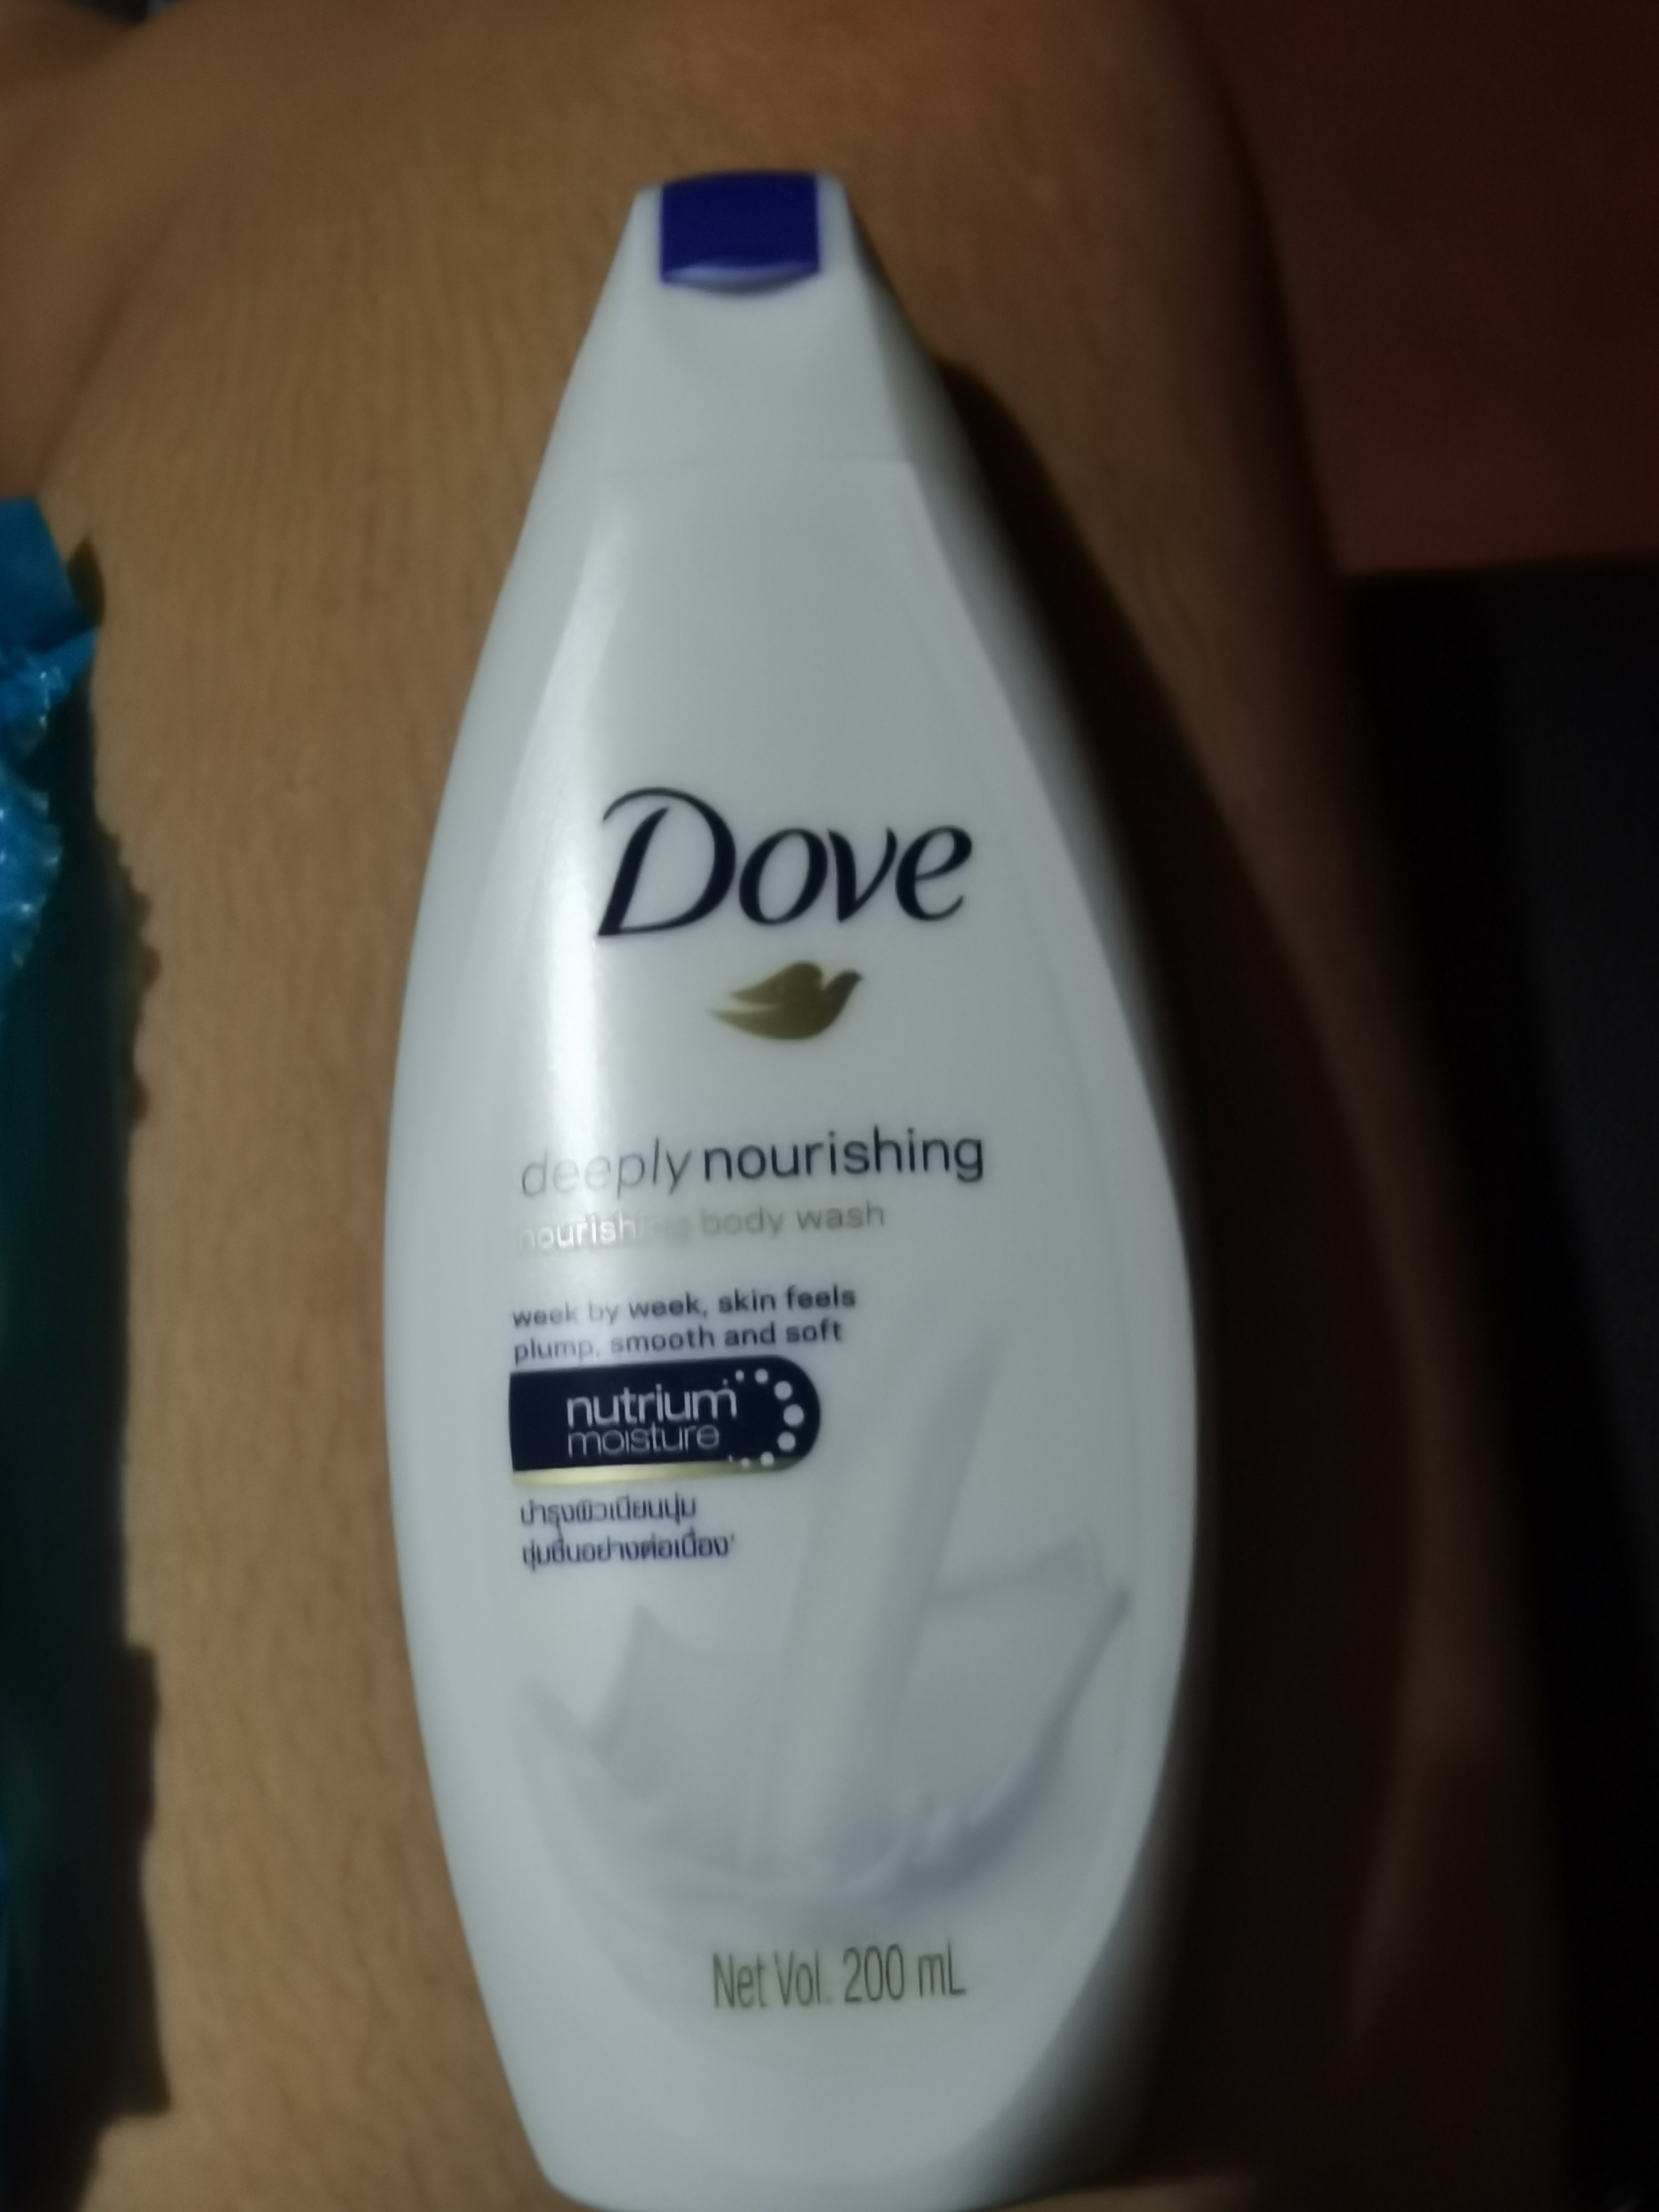 Dove
deeply nourishing
nourishing body wash
week by week, skin feels
plump, smooth and soft
nutrium
moisture
บำรุงผิวเนียนนุ่ม
ชุ่มชื่นอย่างต่อเนื่อง*
Net Vol. 200 mL